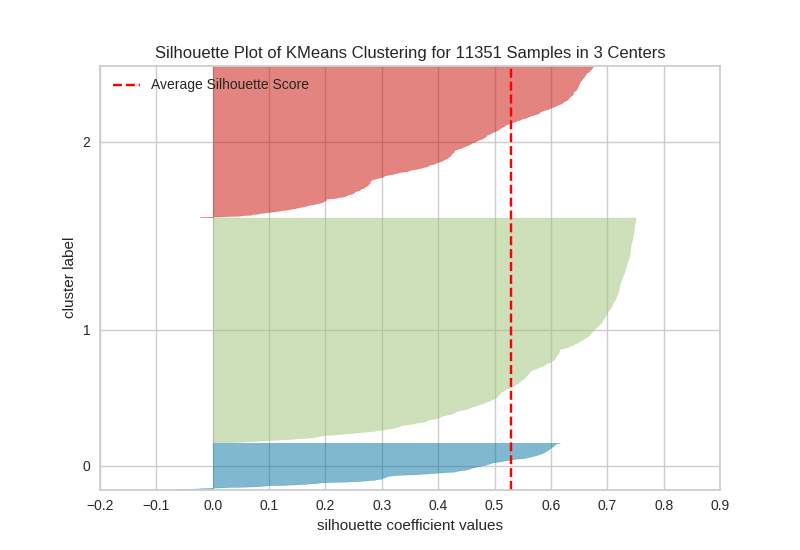 Silhouette Plot of KMeans Clustering for 11351 Samples in 3 Centers
Average Silhouette Score
2
1
0
cluster label
−0.2 −0.1 0.0 0.1 0.2 0.3 0.4 0.5 0.6 0.7 0.8 0.9
silhouette coefficient values